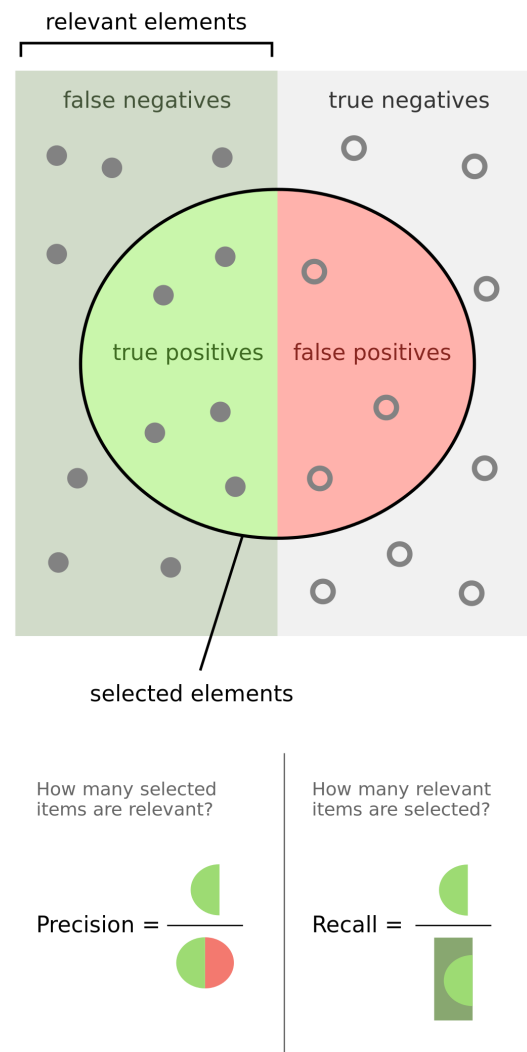 relevant elements
false negatives
true negatives
true positives
false positives
selected elements
How many selected
items are relevant?
How many relevant
items are selected?
Precision =
Recall =